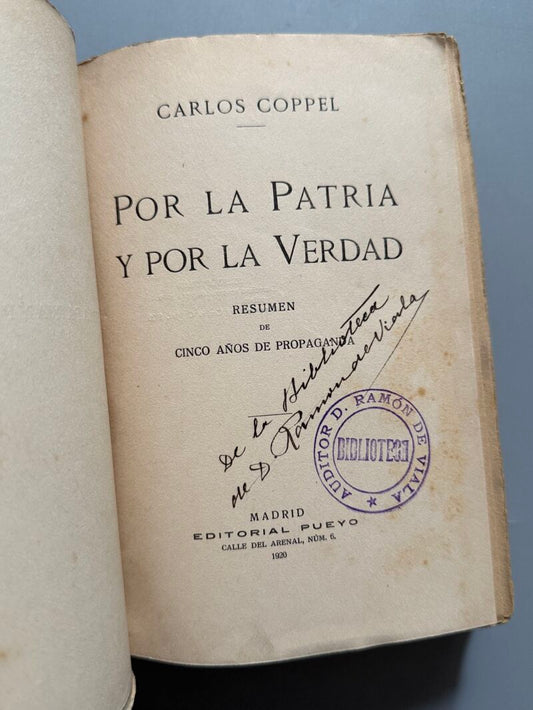 CARLOS COPPEL
POR LA PATRIA
Y POR LA VERDAD
RESUMEN
DE
CINCO AÑOS DE PROPAGANDA
De la Biblioteca
de D Ramon de Viala
AUDITOR D. RAMÓN DE VIALA
BIBLIOTECA
MADRID
EDITORIAL PUEYO
CALLE DEL ARENAL, NÚM. 6.
1920